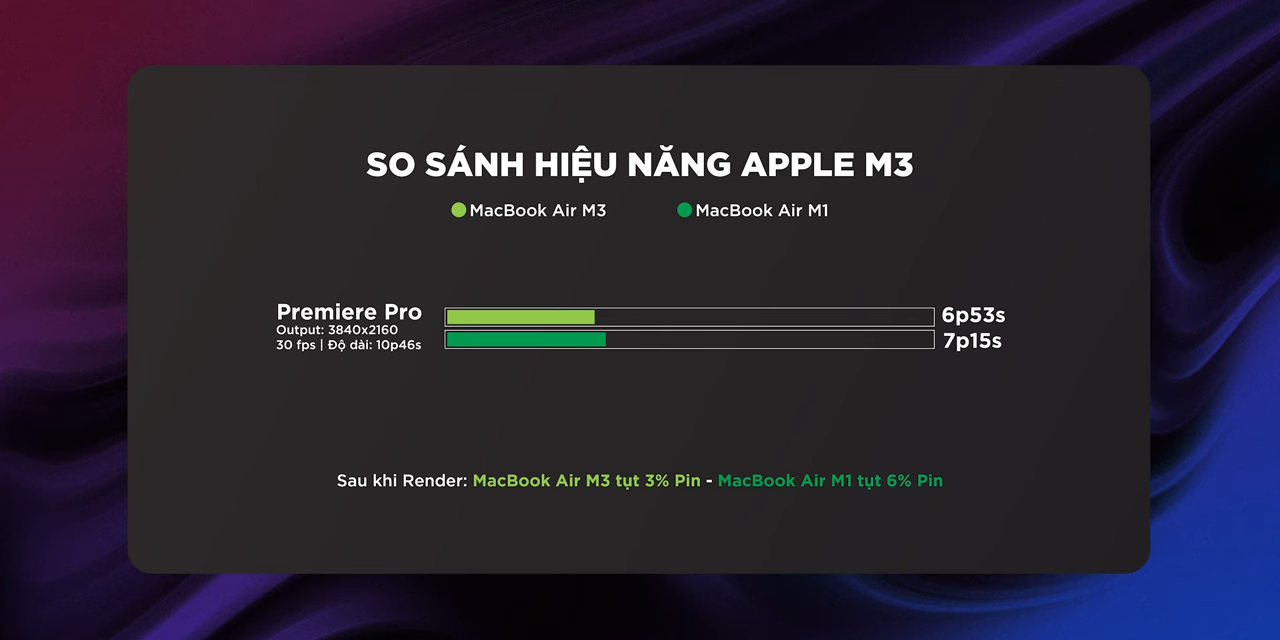 SO SÁNH HIỆU NĂNG APPLE M3
MacBook Air M3 MacBook Air M1
Premiere Pro
Output: 3840x2160
30 fps | Độ dài: 10p46s
6p53s
7p15s
Sau khi Render: MacBook Air M3 tụt 3% Pin - MacBook Air M1 tụt 6% Pin